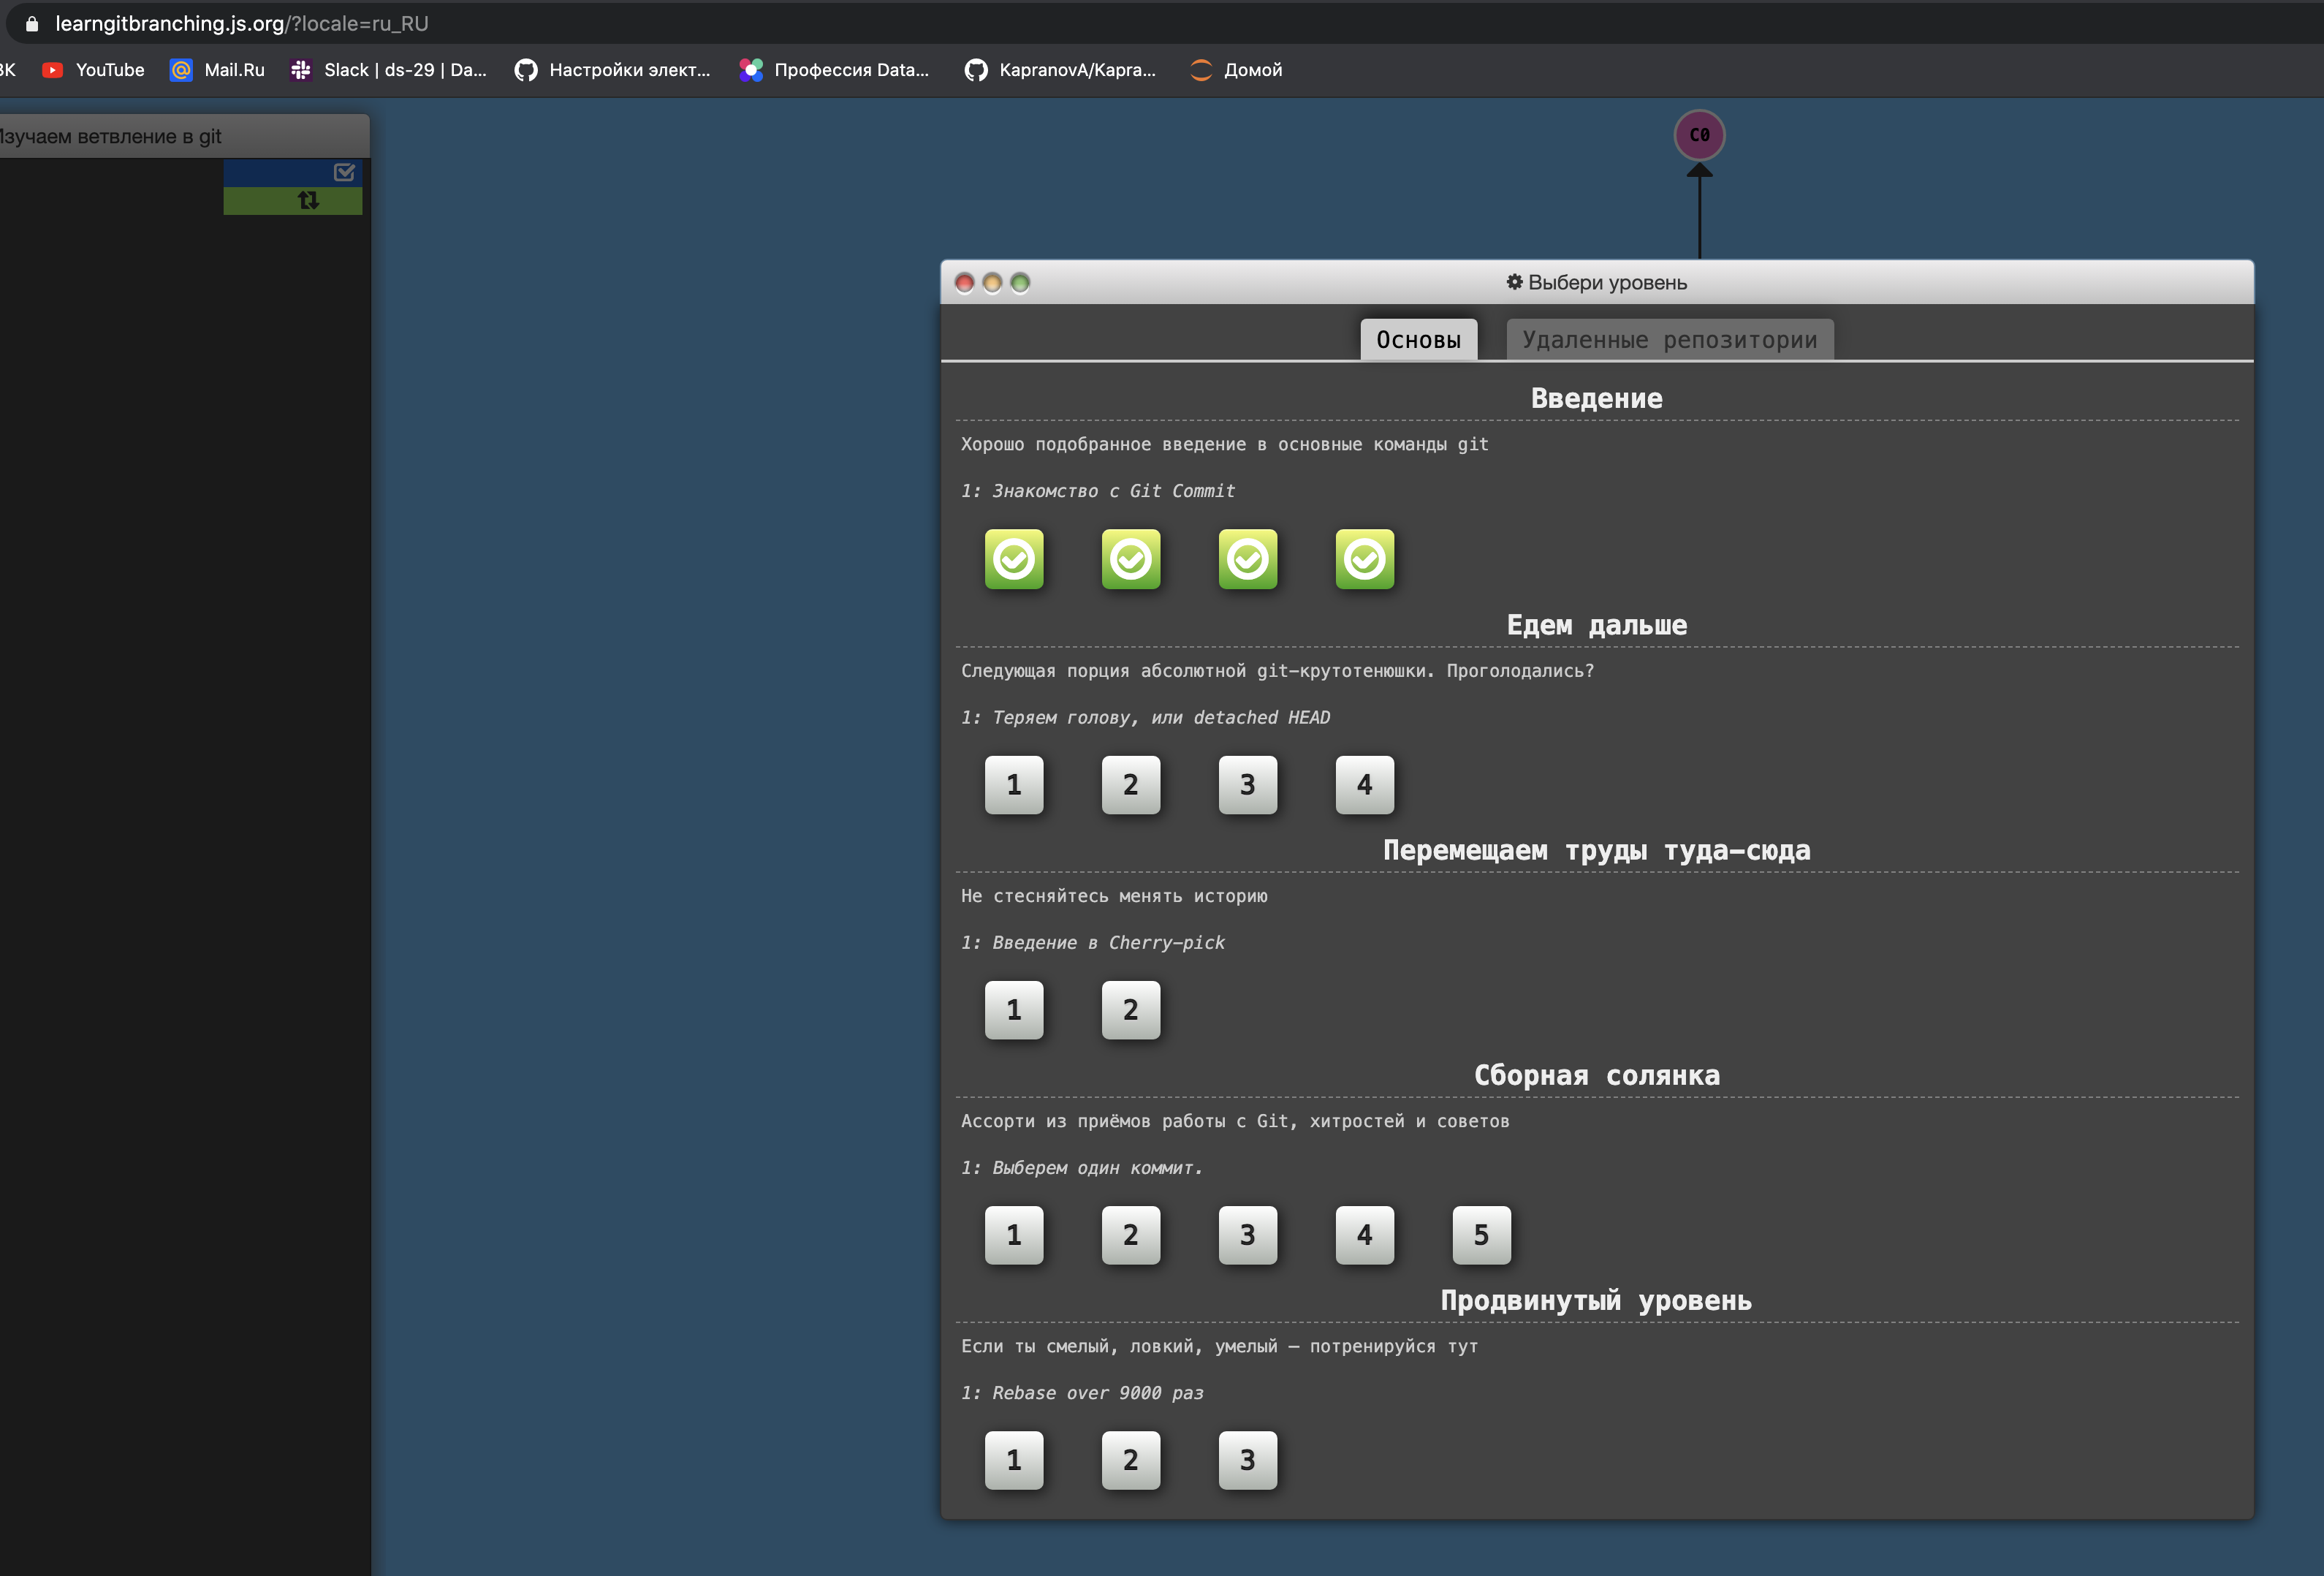 learngitbranching.js.org/?locale=ru_RU
ВК YouTube Mail.Ru Slack | ds-29 | Da... Настройки элект... Профессия Data... KapranovA/Kapra... Домой
Изучаем ветвление в git
C0
Выбери уровень
Основы Удаленные репозитории
Введение
Хорошо подобранное введение в основные команды git
1: Знакомство с Git Commit
Едем дальше
Следующая порция абсолютной git-крутотенюшки. Проголодались?
1: Теряем голову, или detached HEAD
1 2 3 4
Перемещаем труды туда-сюда
Не стесняйтесь менять историю
1: Введение в Cherry-pick
1 2
Сборная солянка
Ассорти из приёмов работы с Git, хитростей и советов
1: Выберем один коммит.
1 2 3 4 5
Продвинутый уровень
Если ты смелый, ловкий, умелый – потренируйся тут
1: Rebase over 9000 раз
1 2 3